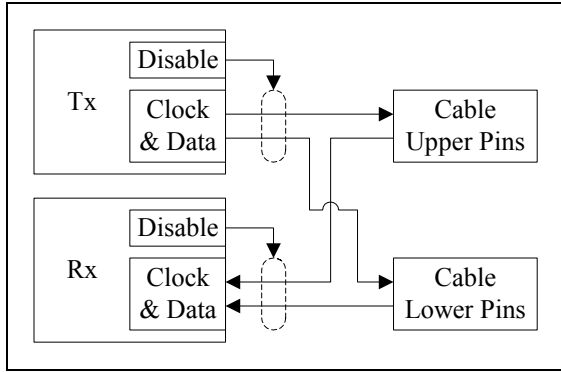 Disable
Tx
Clock
& Data
Cable
Upper Pins
Disable
Rx
Clock
& Data
Cable
Lower Pins